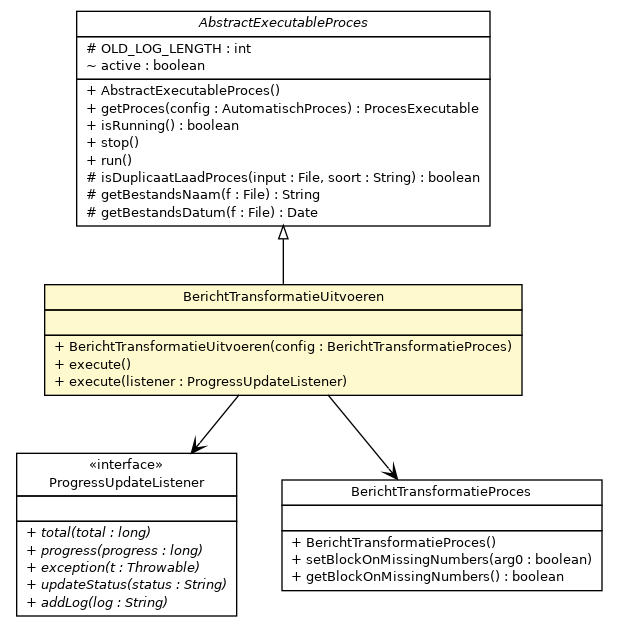 AbstractExecutableProces
# OLD_LOG_LENGTH : int
~ active : boolean
+ AbstractExecutableProces()
+ getProces(config : AutomatischProces) : ProcesExecutable
+ isRunning() : boolean
+ stop()
+ run()
# isDuplicaatLaadProces(input : File, soort : String) : boolean
# getBestandsNaam(f : File) : String
# getBestandsDatum(f : File) : Date
BerichtTransformatieUitvoeren
+ BerichtTransformatieUitvoeren(config : BerichtTransformatieProces)
+ execute()
+ execute(listener : ProgressUpdateListener)
«interface»
ProgressUpdateListener
+ total(total : long)
+ progress(progress : long)
+ exception(t : Throwable)
+ updateStatus(status : String)
+ addLog(log : String)
BerichtTransformatieProces
+ BerichtTransformatieProces()
+ setBlockOnMissingNumbers(arg0 : boolean)
+ getBlockOnMissingNumbers() : boolean